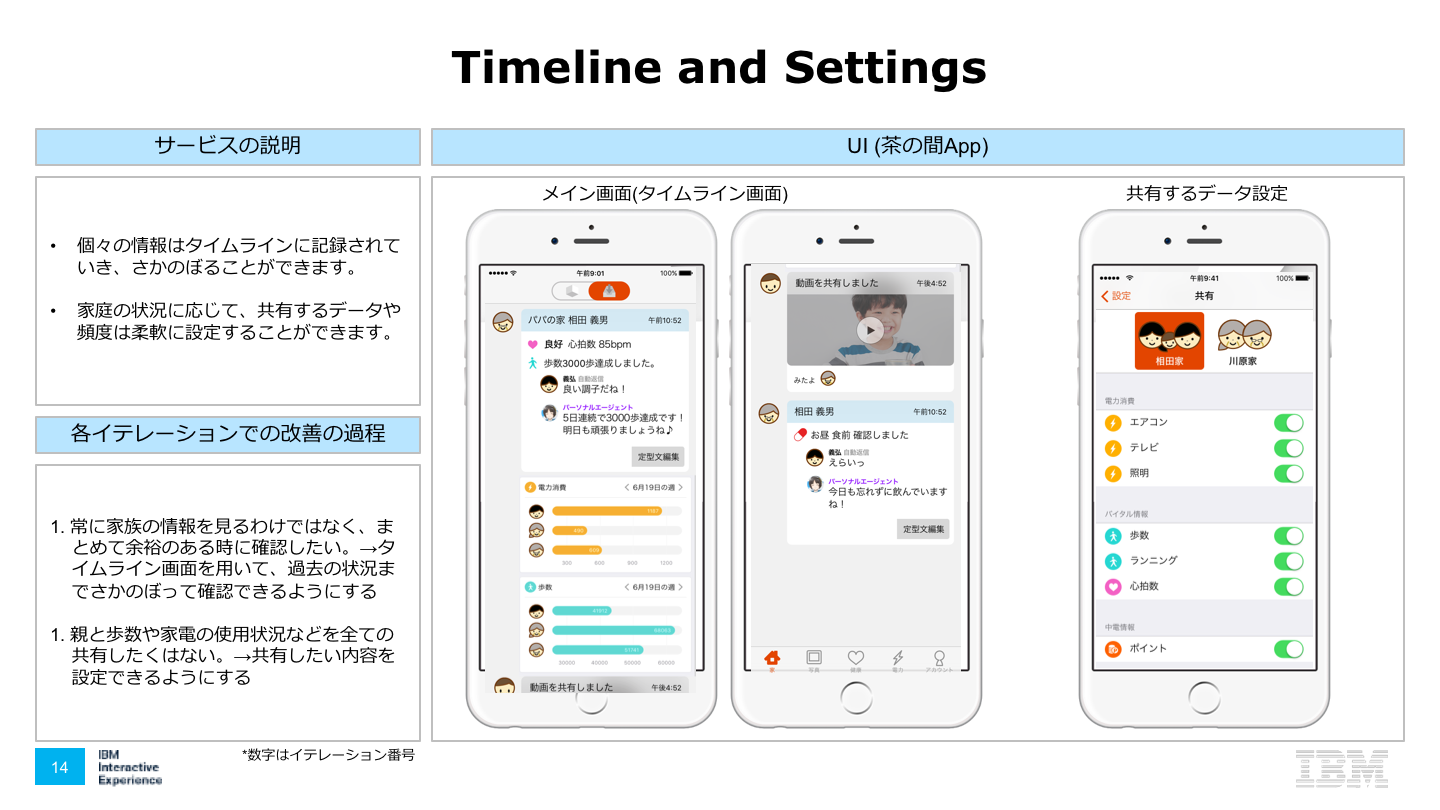 Timeline and Settings
サービスの説明
• 個々の情報はタイムラインに記録されて
いき、さかのぼることができます。
• 家庭の状況に応じて、共有するデータや
頻度は柔軟に設定することができます。
各イテレーションでの改善の過程
1. 常に家族の情報を見るわけではなく、ま
とめて余裕のある時に確認したい。→タ
イムライン画面を用いて、過去の状況ま
でさかのぼって確認できるようにする
1. 親と歩数や家電の使用状況などを全ての
共有したくはない。→共有したい内容を
設定できるようにする
UI (茶の間App)
メイン画面(タイムライン画面)
午前9:01
100%
パパの家 相田 義男 午前10:52
良好 心拍数 85bpm
歩数3000歩達成しました。
義弘 自動返信
良い調子だね！
パーソナルエージェント
5日連続で3000歩達成です！
明日も頑張りましょうね♪
定型文編集
電力消費 < 6月19日の週 >
300 600 900 1200
歩数 < 6月19日の週 >
30000 40000 50000 60000
動画を共有しました 午後4:52
動画を共有しました 午後4:52
みたよ
相田 義男 午前10:52
お昼 食前 確認しました
義弘 自動返信
えらいっ
パーソナルエージェント
今日も忘れずに飲んでいます
ね！
定型文編集
家 写真 健康 電力 アカウント
共有するデータ設定
午前9:41
100%
設定 共有
相田家 川原家
電力消費
エアコン
テレビ
照明
バイタル情報
歩数
ランニング
心拍数
中電情報
ポイント
14
IBM
Interactive
Experience
*数字はイテレーション番号
IBM